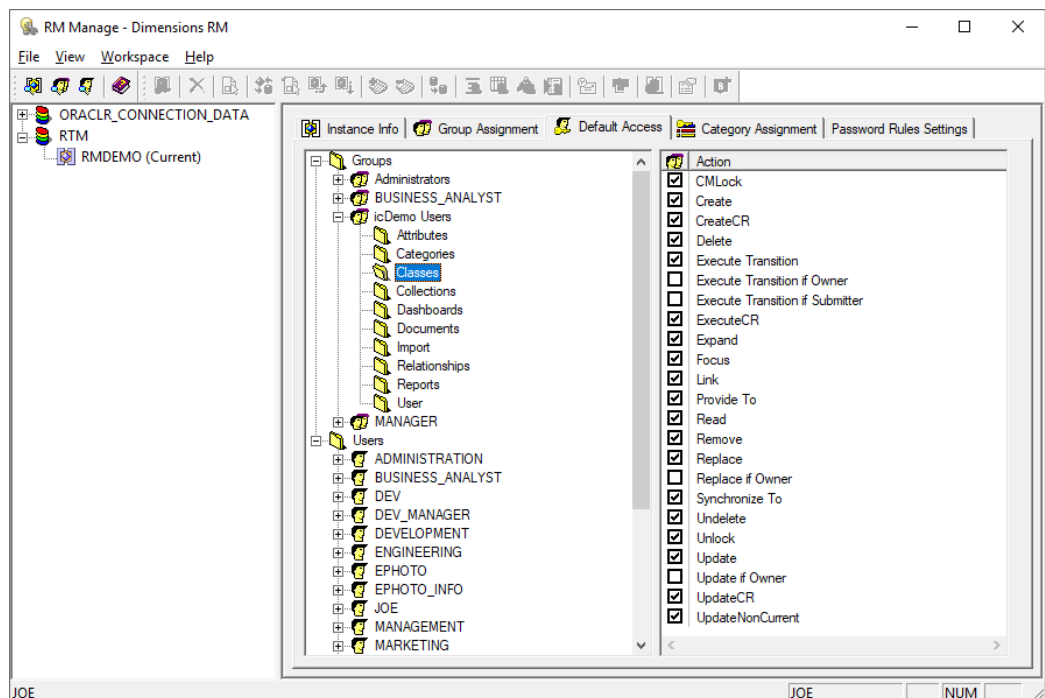 RM Manage - Dimensions RM
File View Workspace Help
ORACLR_CONNECTION_DATA
RTM
RMDEMO (Current)
Instance Info Group Assignment Default Access Category Assignment Password Rules Settings
Groups
Administrators
BUSINESS_ANALYST
icDemo Users
Attributes
Categories
Classes
Collections
Dashboards
Documents
Import
Relationships
Reports
User
MANAGER
Users
ADMINISTRATION
BUSINESS_ANALYST
DEV
DEV_MANAGER
DEVELOPMENT
ENGINEERING
EPHOTO
EPHOTO_INFO
JOE
MANAGEMENT
MARKETING
Action
CMLock
Create
CreateCR
Delete
Execute Transition
Execute Transition if Owner
Execute Transition if Submitter
ExecuteCR
Expand
Focus
Link
Provide To
Read
Remove
Replace
Replace if Owner
Synchronize To
Undelete
Unlock
Update
Update if Owner
UpdateCR
UpdateNonCurrent
JOE JOE NUM